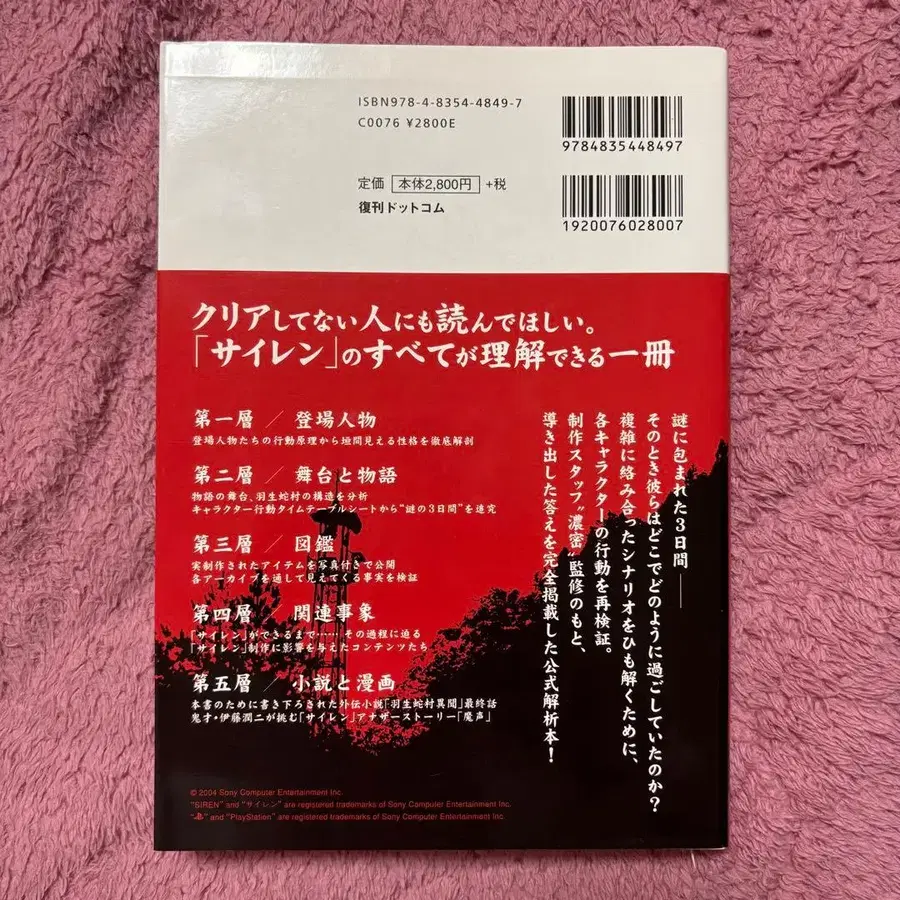 ISBN978-4-8354-4849-7
C0076 ¥2800E
9784835448497
定価 本体2,800円 +税
復刊ドットコム
1920076028007
クリアしてない人にも読んでほしい。
「サイレン」のすべてが理解できる一冊
第一層 / 登場人物
登場人物たちの行動原理から垣間見える性格を徹底解剖
第二層 / 舞台と物語
物語の舞台、羽生蛇村の構造を分析
キャラクター行動タイムテーブルシートから“謎の3日間”を追究
第三層 / 図鑑
実制作されたアイテムを写真付きで公開
各アーカイブを通して見えてくる事実を検証
第四層 / 関連事象
「サイレン」ができるまで…… その過程に迫る
「サイレン」制作に影響を与えたコンテンツたち
第五層 / 小説と漫画
本書のために書き下ろされた外伝小説「羽生蛇村異聞」最終話
鬼才・伊藤潤二が挑む「サイレン」アナザーストーリー「魔声」
謎に包まれた3日間――
そのとき彼らはどこでどのように過ごしていたのか?
複雑に絡み合ったシナリオをひも解くために、
各キャラクターの行動を再検証。
制作スタッフ“濃密”監修のもと、
導き出した答えを完全掲載した公式解析本!
© 2004 Sony Computer Entertainment Inc.
"SIREN" and "サイレン" are registered trademarks of Sony Computer Entertainment Inc.
" " and "PlayStation" are registered trademarks of Sony Computer Entertainment Inc.